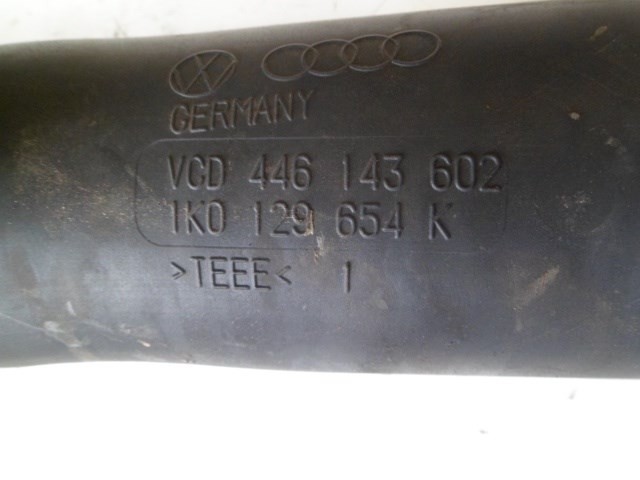 GERMANY
VCD 446 143 602
1K0 129 654 K
>TEEE< 1